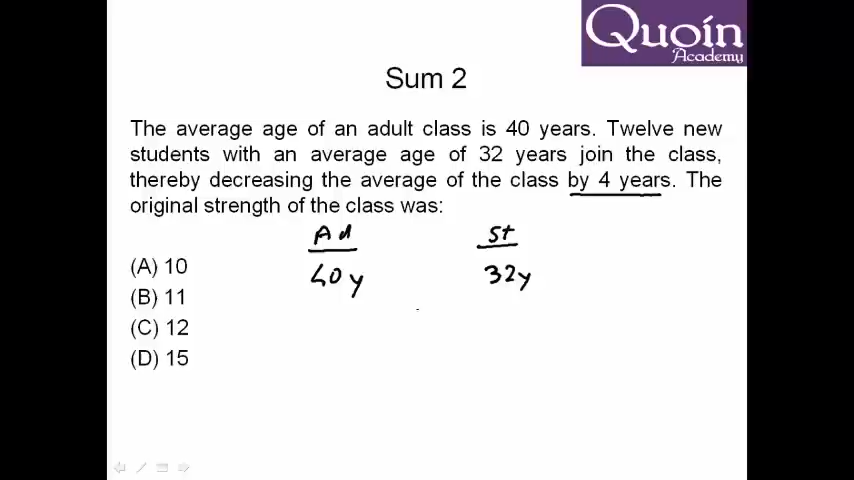 Quoin
Academy
Sum 2
The average age of an adult class is 40 years. Twelve new
students with an average age of 32 years join the class,
thereby decreasing the average of the class by 4 years. The
original strength of the class was:
Ad St
40y 32y
(A) 10
(B) 11
(C) 12
(D) 15